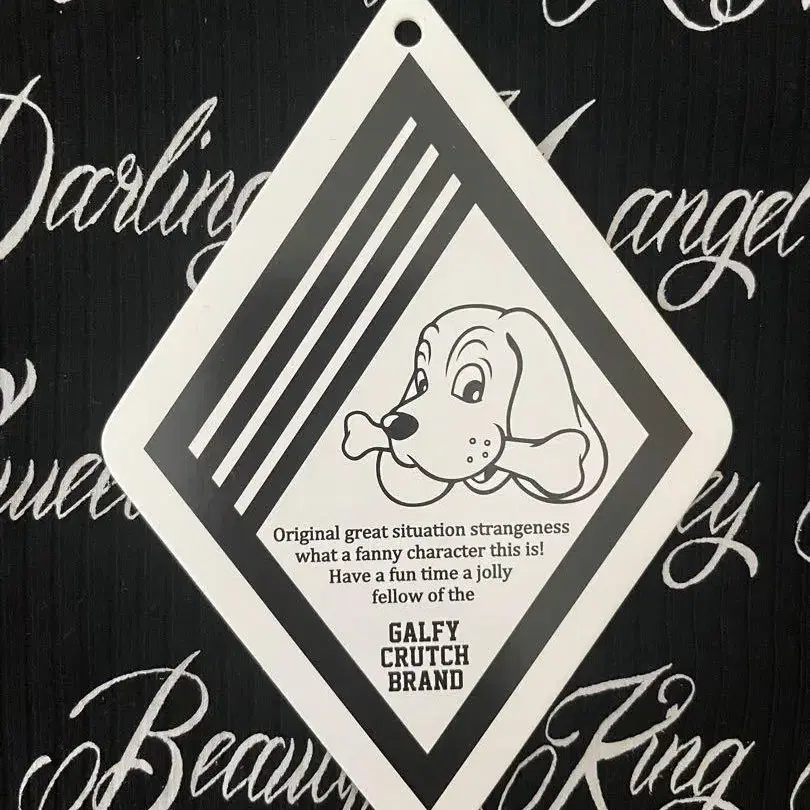 Darling
angel
Original great situation strangeness
what a fanny character this is!
Have a fun time a jolly
fellow of the
GALFY
CRUTCH
BRAND
King